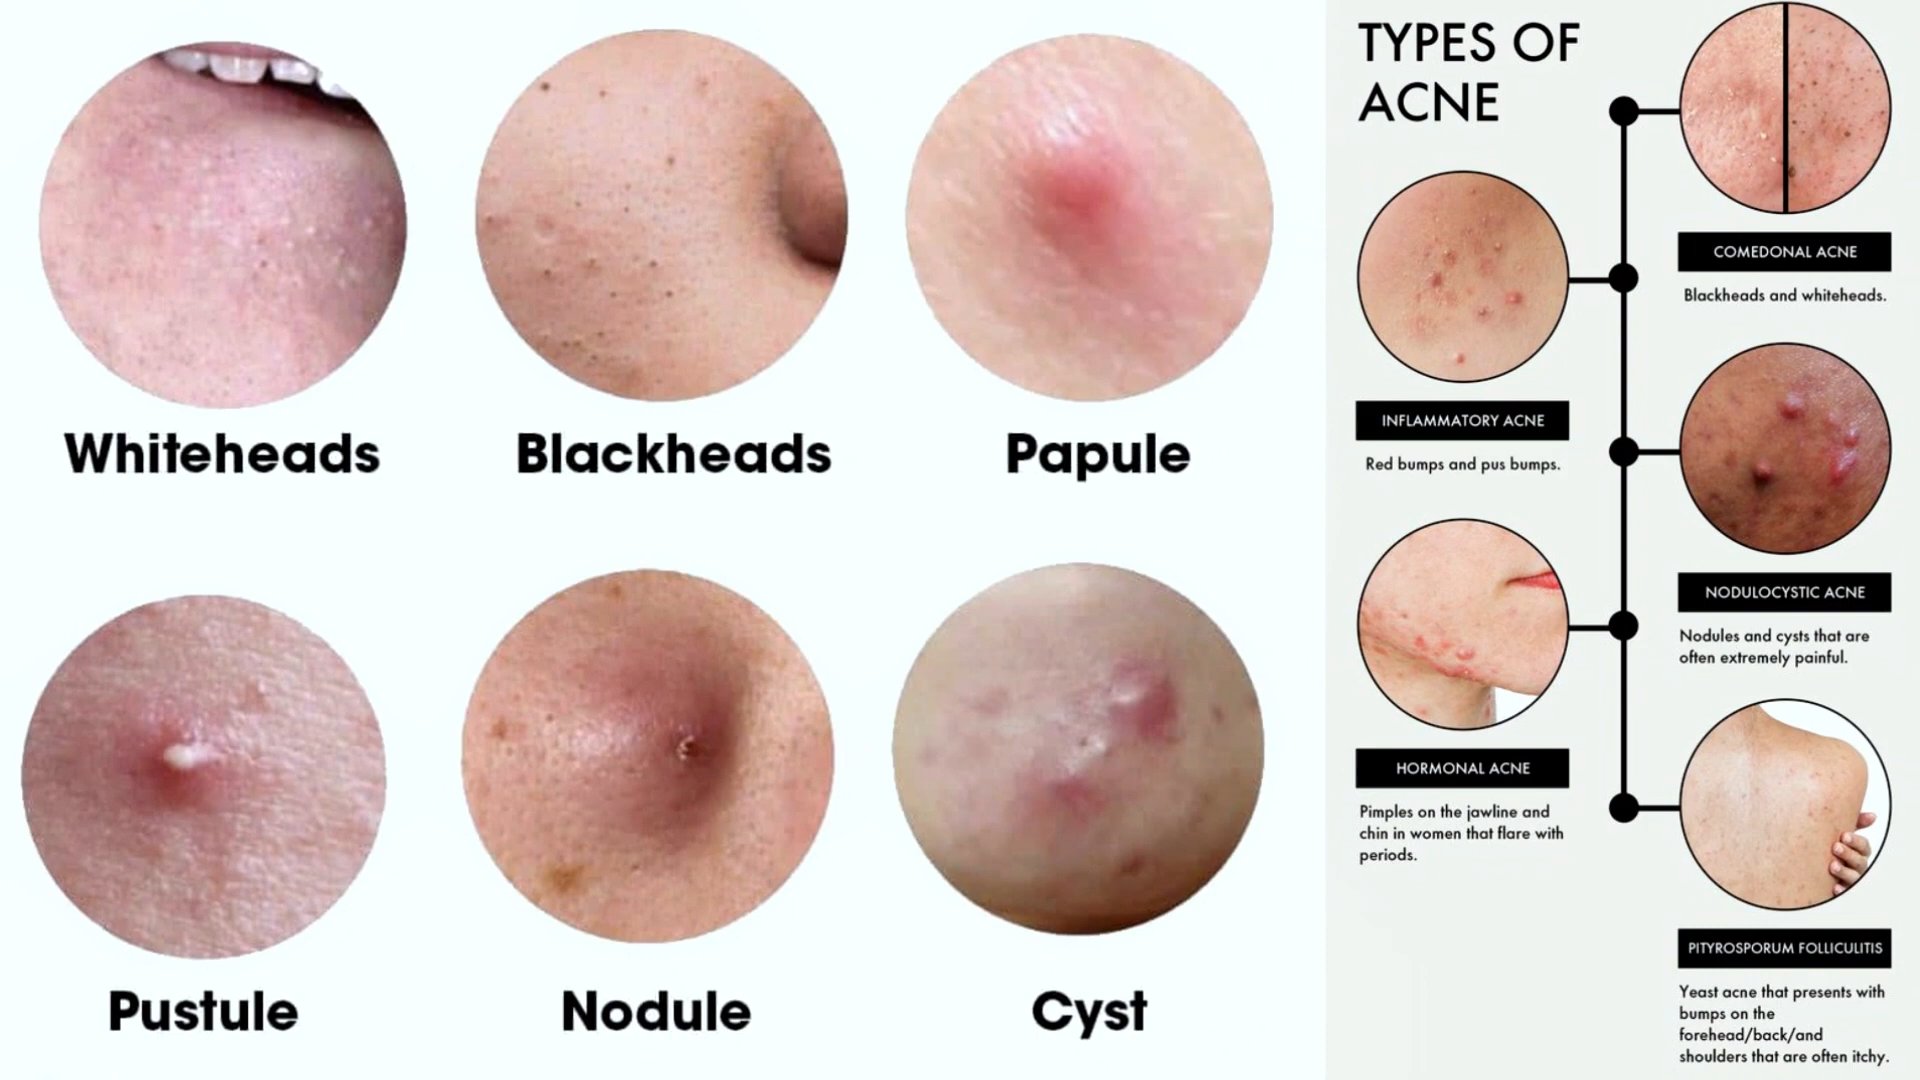 Whiteheads
Blackheads
Papule
Pustule
Nodule
Cyst
TYPES OF
ACNE
COMEDONAL ACNE
Blackheads and whiteheads.
INFLAMMATORY ACNE
Red bumps and pus bumps.
NODULOCYSTIC ACNE
Nodules and cysts that are
often extremely painful.
HORMONAL ACNE
Pimples on the jawline and
chin in women that flare with
periods.
PITYROSPORUM FOLLICULITIS
Yeast acne that presents with
bumps on the
forehead/back/and
shoulders that are often itchy.